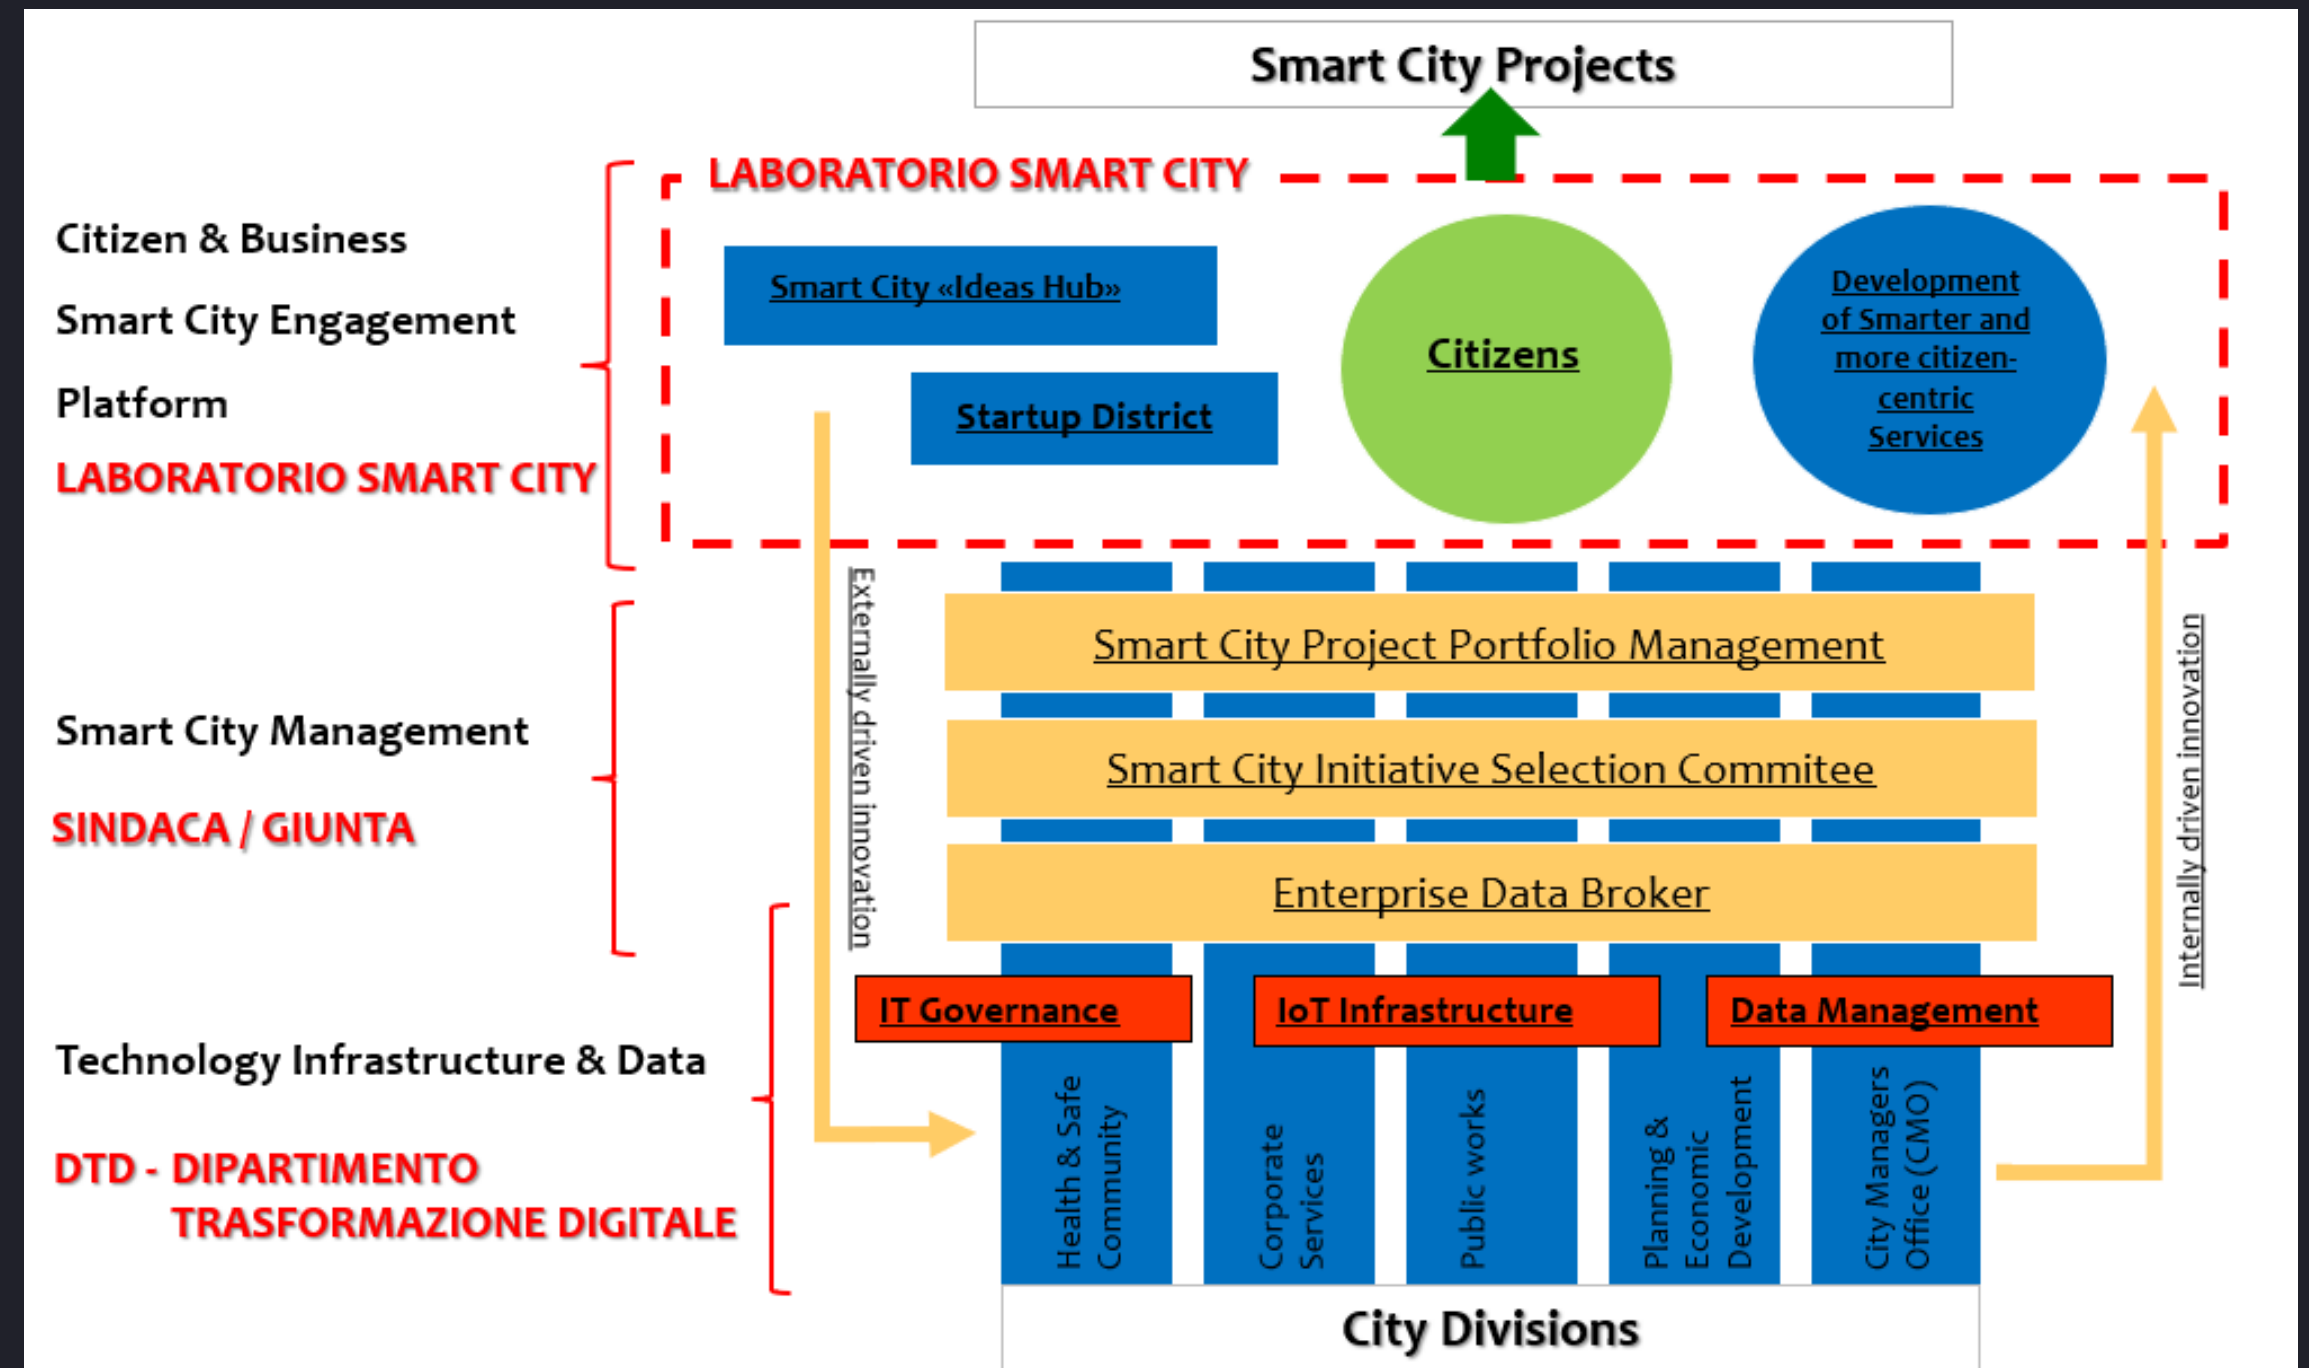 Smart City Projects
LABORATORIO SMART CITY
Citizen & Business
Smart City Engagement
Platform
LABORATORIO SMART CITY
Smart City «Ideas Hub»
Startup District
Citizens
Development
of Smarter and
more citizen-
centric
Services
Externally driven innovation
Internally driven innovation
Smart City Management
SINDACA / GIUNTA
Smart City Project Portfolio Management
Smart City Initiative Selection Commitee
Enterprise Data Broker
Technology Infrastructure & Data
DTD - DIPARTIMENTO
TRASFORMAZIONE DIGITALE
IT Governance
IoT Infrastructure
Data Management
Health & Safe
Community
Corporate
Services
Public works
Planning &
Economic
Development
City Managers
Office (CMO)
City Divisions